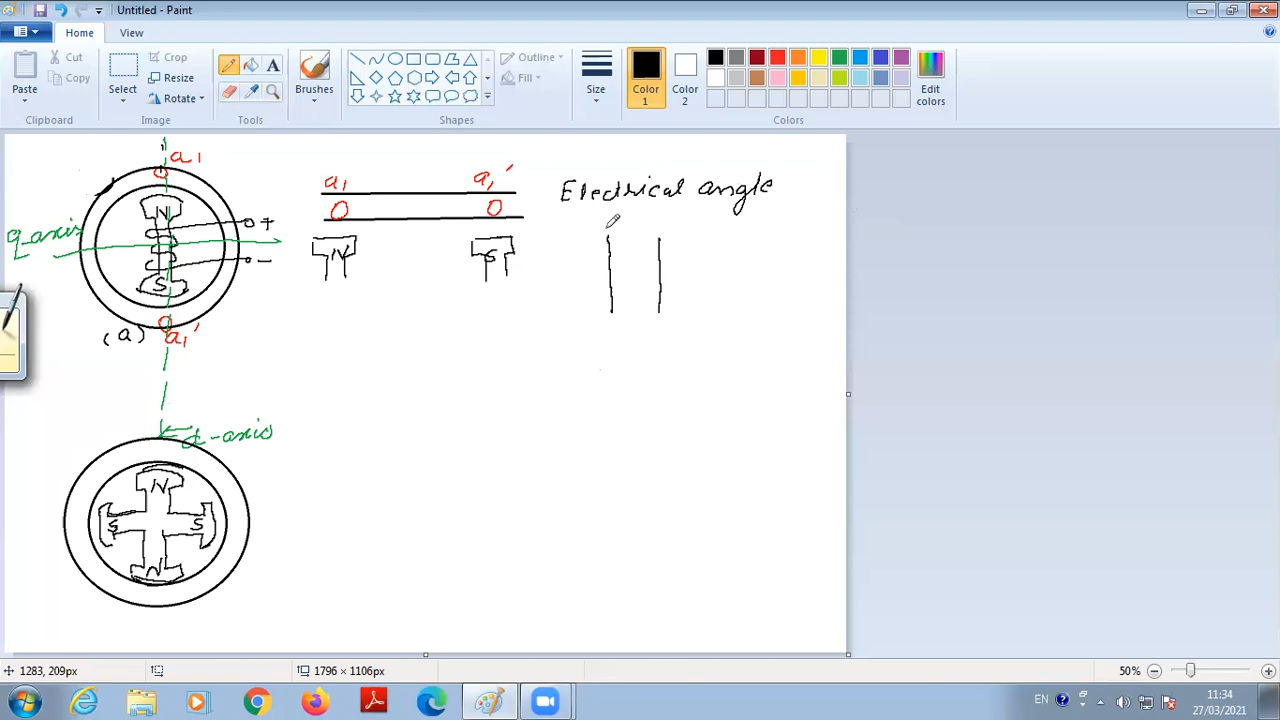 Untitled - Paint
Home
View
Paste
Cut
Copy
Clipboard
Select
Crop
Resize
Rotate
Image
A
Tools
Brushes
Shapes
Outline
Fill
Size
Color 1
Color 2
Edit colors
Colors
a1
N
+
q-axis
-
S
(a)
a1'
a1
a1'
N
S
Electrical angle
d-axis
N
S
S
N
1283, 209px
1796 × 1106px
50%
EN
11:34
27/03/2021